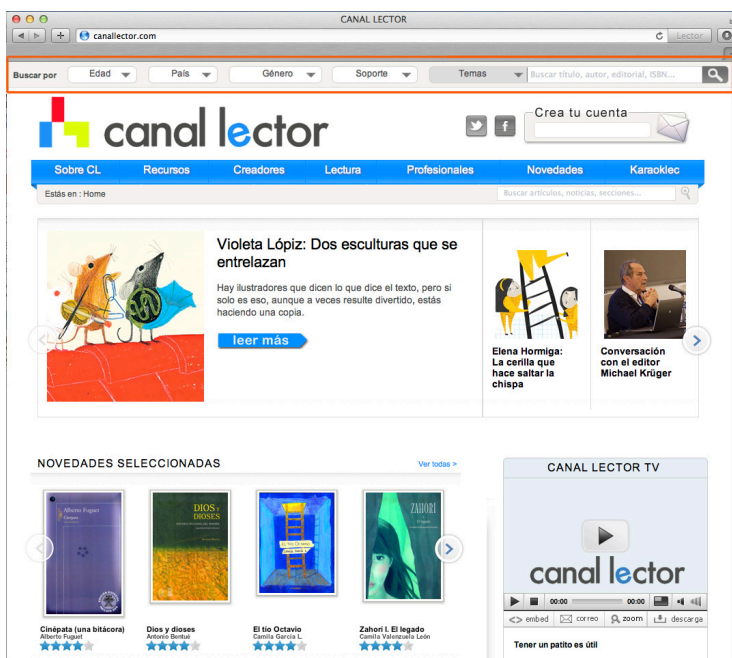 CANAL LECTOR
canallector.com
Lector
Buscar por Edad País Género Soporte Temas Buscar título, autor, editorial, ISBN...
canal lector
Crea tu cuenta
Sobre CL Recursos Creadores Lectura Profesionales Novedades Karaoklec
Estás en : Home
Buscar artículos, noticias, secciones...
Violeta Lópiz: Dos esculturas que se
entrelazan
Hay ilustradores que dicen lo que dice el texto, pero si
solo es eso, aunque a veces resulte divertido, estás
haciendo una copia.
leer más
Elena Hormiga:
La cerilla que
hace saltar la
chispa
Conversación
con el editor
Michael Krüger
NOVEDADES SELECCIONADAS
Ver todas >
Alberto Fuguet
Cinépata
DIOS Y
DIOSES
EL tío Octavio
ZAHORÍ
El legado
Cinépata (una bitácora)
Alberto Fuguet
Dios y dioses
Antonio Bentué
El tío Octavio
Camila García L.
Zahorí I. El legado
Camila Valenzuela León
CANAL LECTOR TV
canal lector
00:00 00:00
<> embed correo zoom descarga
Tener un patito es útil